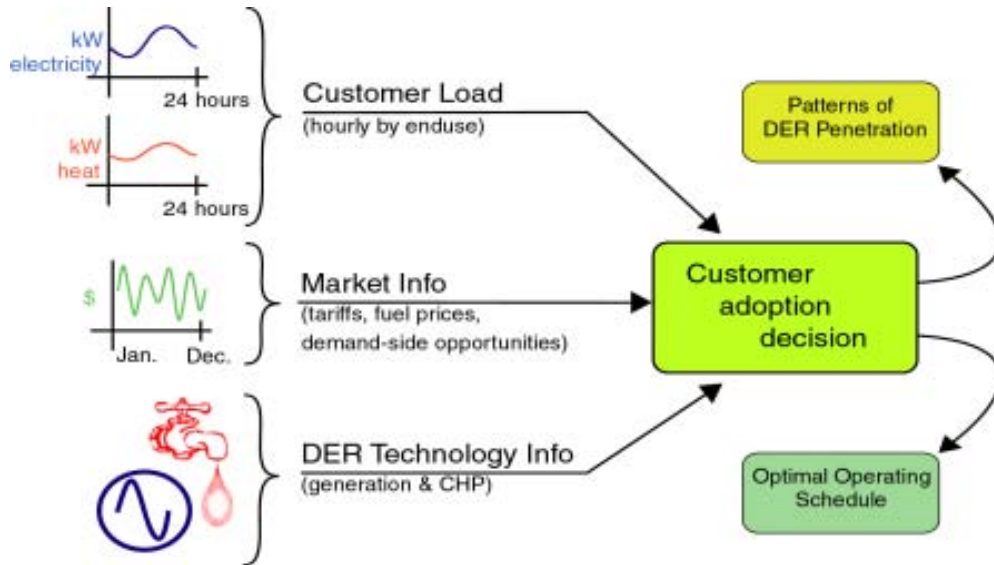 kW
electricity
24 hours
kW
heat
24 hours
$
Jan. Dec.
Customer Load
(hourly by enduse)
Market Info
(tariffs, fuel prices,
demand-side opportunities)
DER Technology Info
(generation & CHP)
Customer
adoption
decision
Patterns of
DER Penetration
Optimal Operating
Schedule